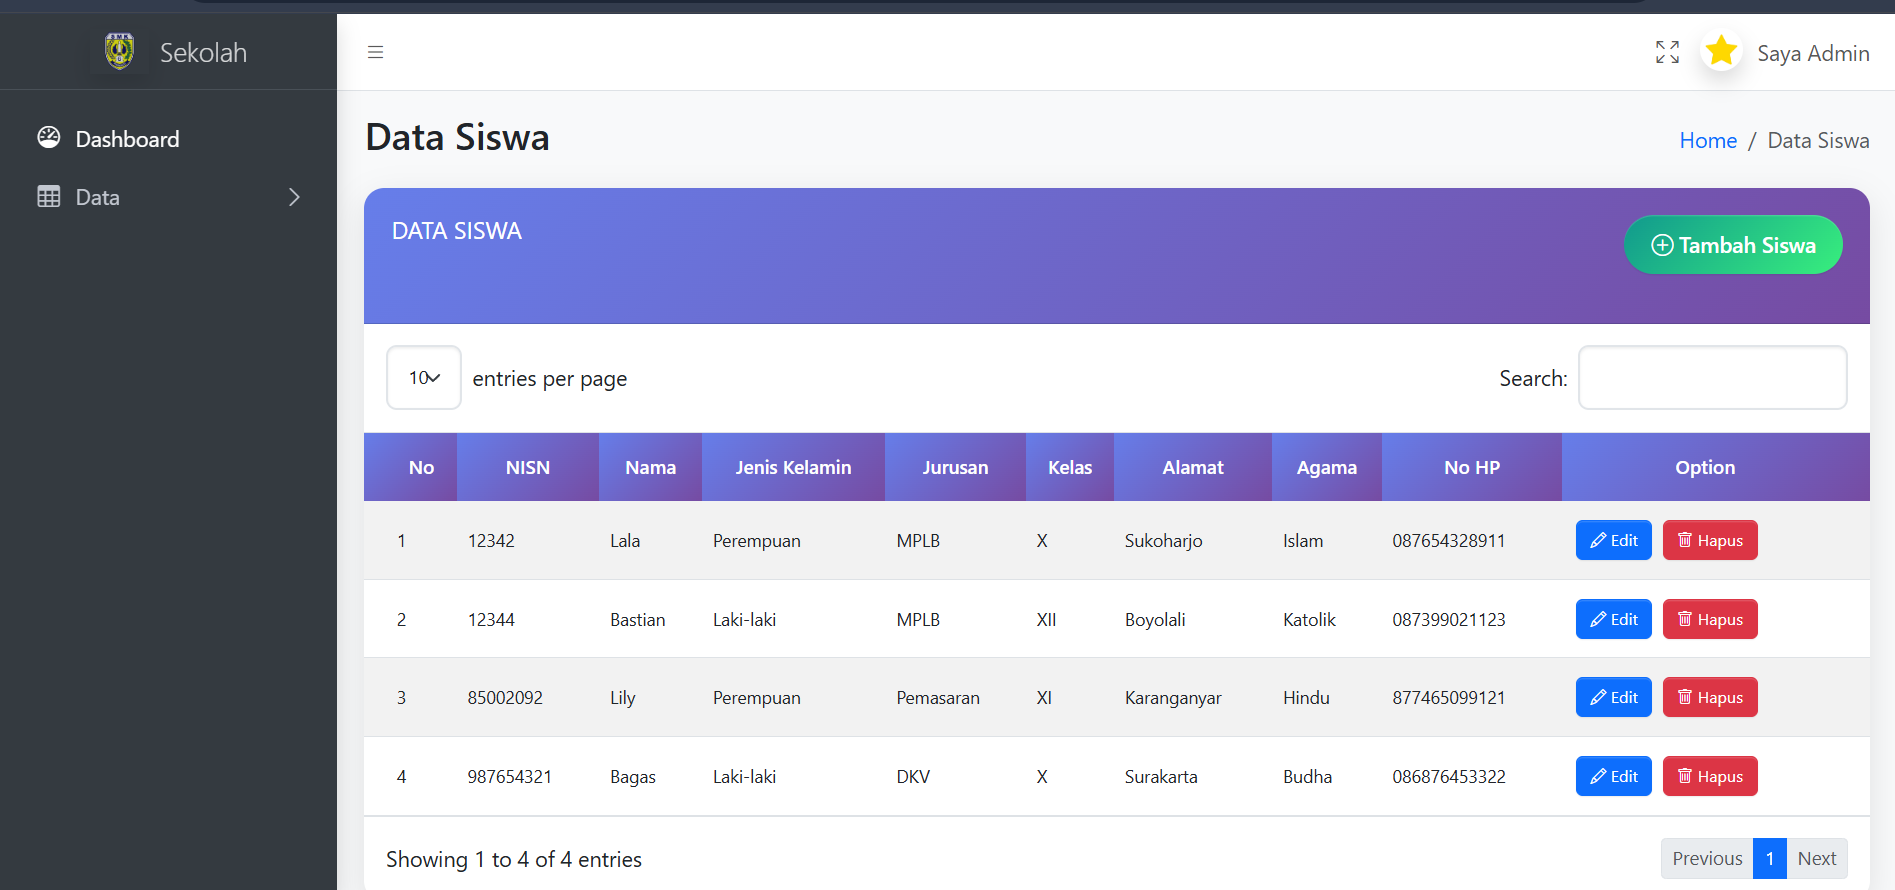 SMK
Sekolah
Saya Admin
Dashboard
Data
Data Siswa
Home / Data Siswa
DATA SISWA
Tambah Siswa
10 entries per page
Search:
No NISN Nama Jenis Kelamin Jurusan Kelas Alamat Agama No HP Option
1 12342 Lala Perempuan MPLB X Sukoharjo Islam 087654328911 Edit Hapus
2 12344 Bastian Laki-laki MPLB XII Boyolali Katolik 087399021123 Edit Hapus
3 85002092 Lily Perempuan Pemasaran XI Karanganyar Hindu 877465099121 Edit Hapus
4 987654321 Bagas Laki-laki DKV X Surakarta Budha 086876453322 Edit Hapus
Showing 1 to 4 of 4 entries
Previous 1 Next